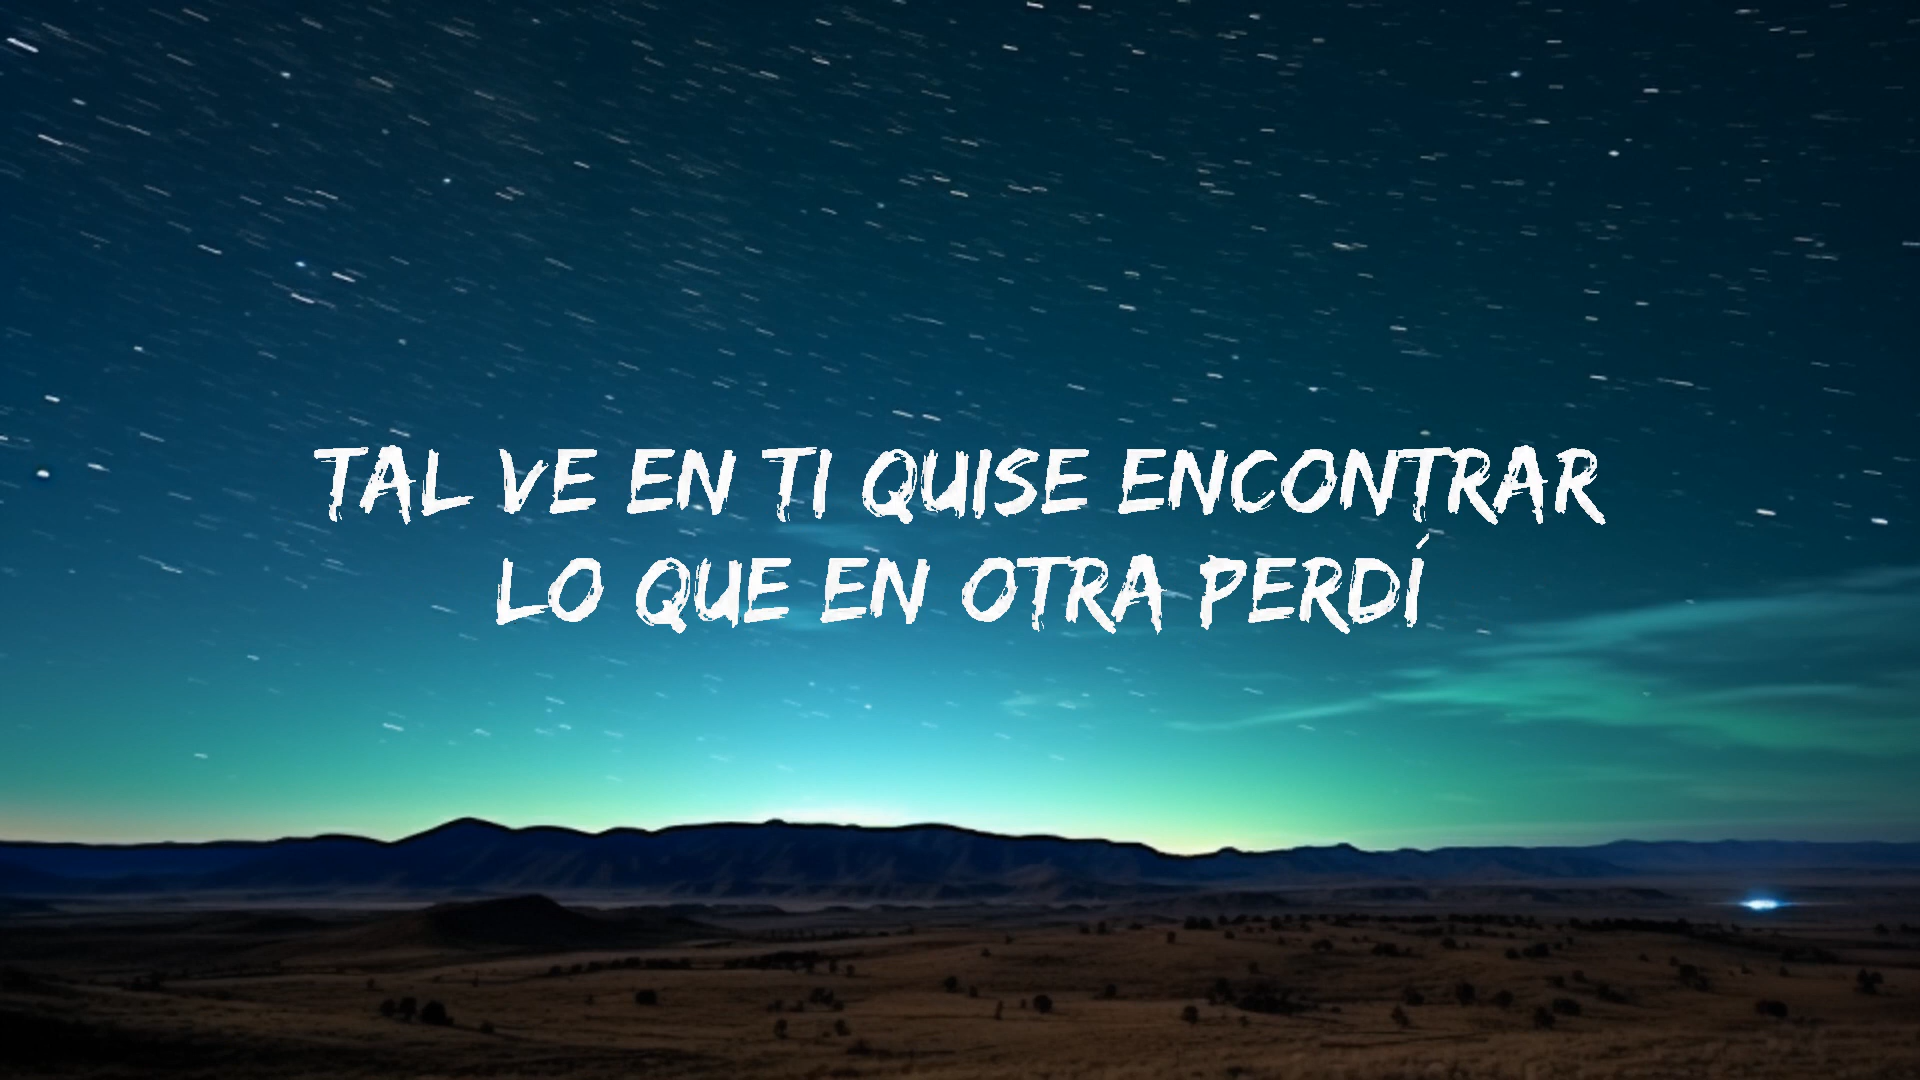 TAL VE EN TI QUISE ENCONTRAR
LO QUE EN OTRA PERDÍ